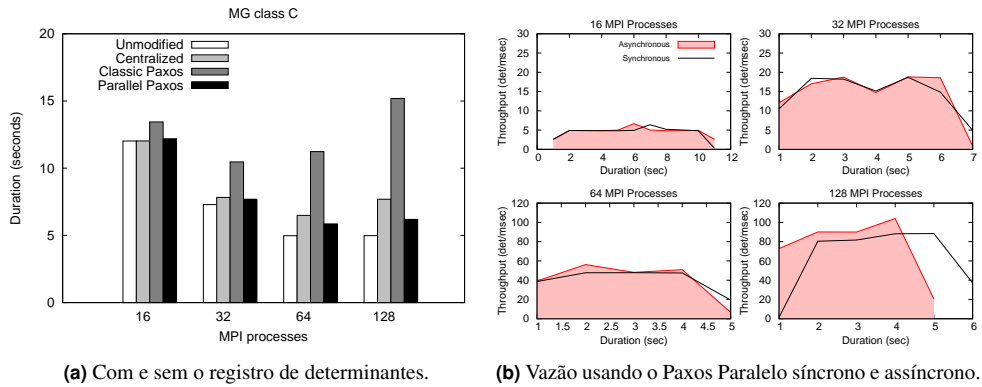 MG class C
20
15
10
5
0
Duration (seconds)
Unmodified
Centralized
Classic Paxos
Parallel Paxos
16 32 64 128
MPI processes
(a) Com e sem o registro de determinantes.
16 MPI Processes
30
25
20
15
10
5
0
Throughput (det/msec)
Asynchronous
Synchronous
0 2 4 6 8 10 12
Duration (sec)
32 MPI Processes
30
25
20
15
10
5
0
Throughput (det/msec)
1 2 3 4 5 6 7
Duration (sec)
64 MPI Processes
120
100
80
60
40
20
0
Throughput (det/msec)
1 1.5 2 2.5 3 3.5 4 4.5 5
Duration (sec)
128 MPI Processes
120
100
80
60
40
20
0
Throughput (det/msec)
1 2 3 4 5 6
Duration (sec)
(b) Vazão usando o Paxos Paralelo síncrono e assíncrono.